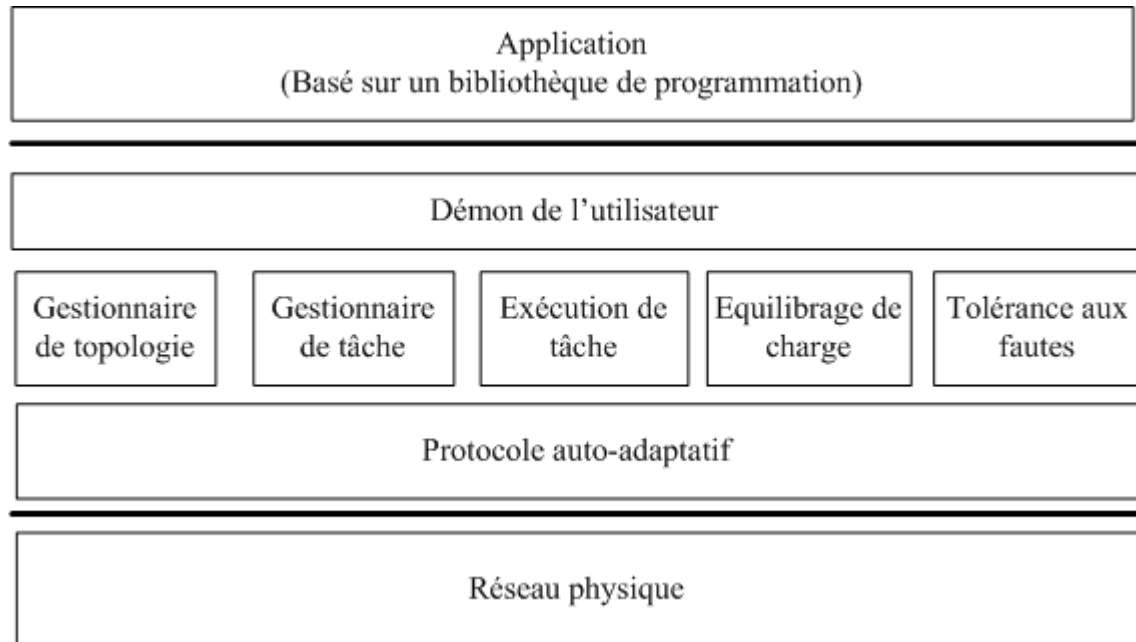 Application
(Basé sur un bibliothèque de programmation)
Démon de l’utilisateur
Gestionnaire
de topologie
Gestionnaire
de tâche
Exécution de
tâche
Equilibrage de
charge
Tolérance aux
fautes
Protocole auto-adaptatif
Réseau physique